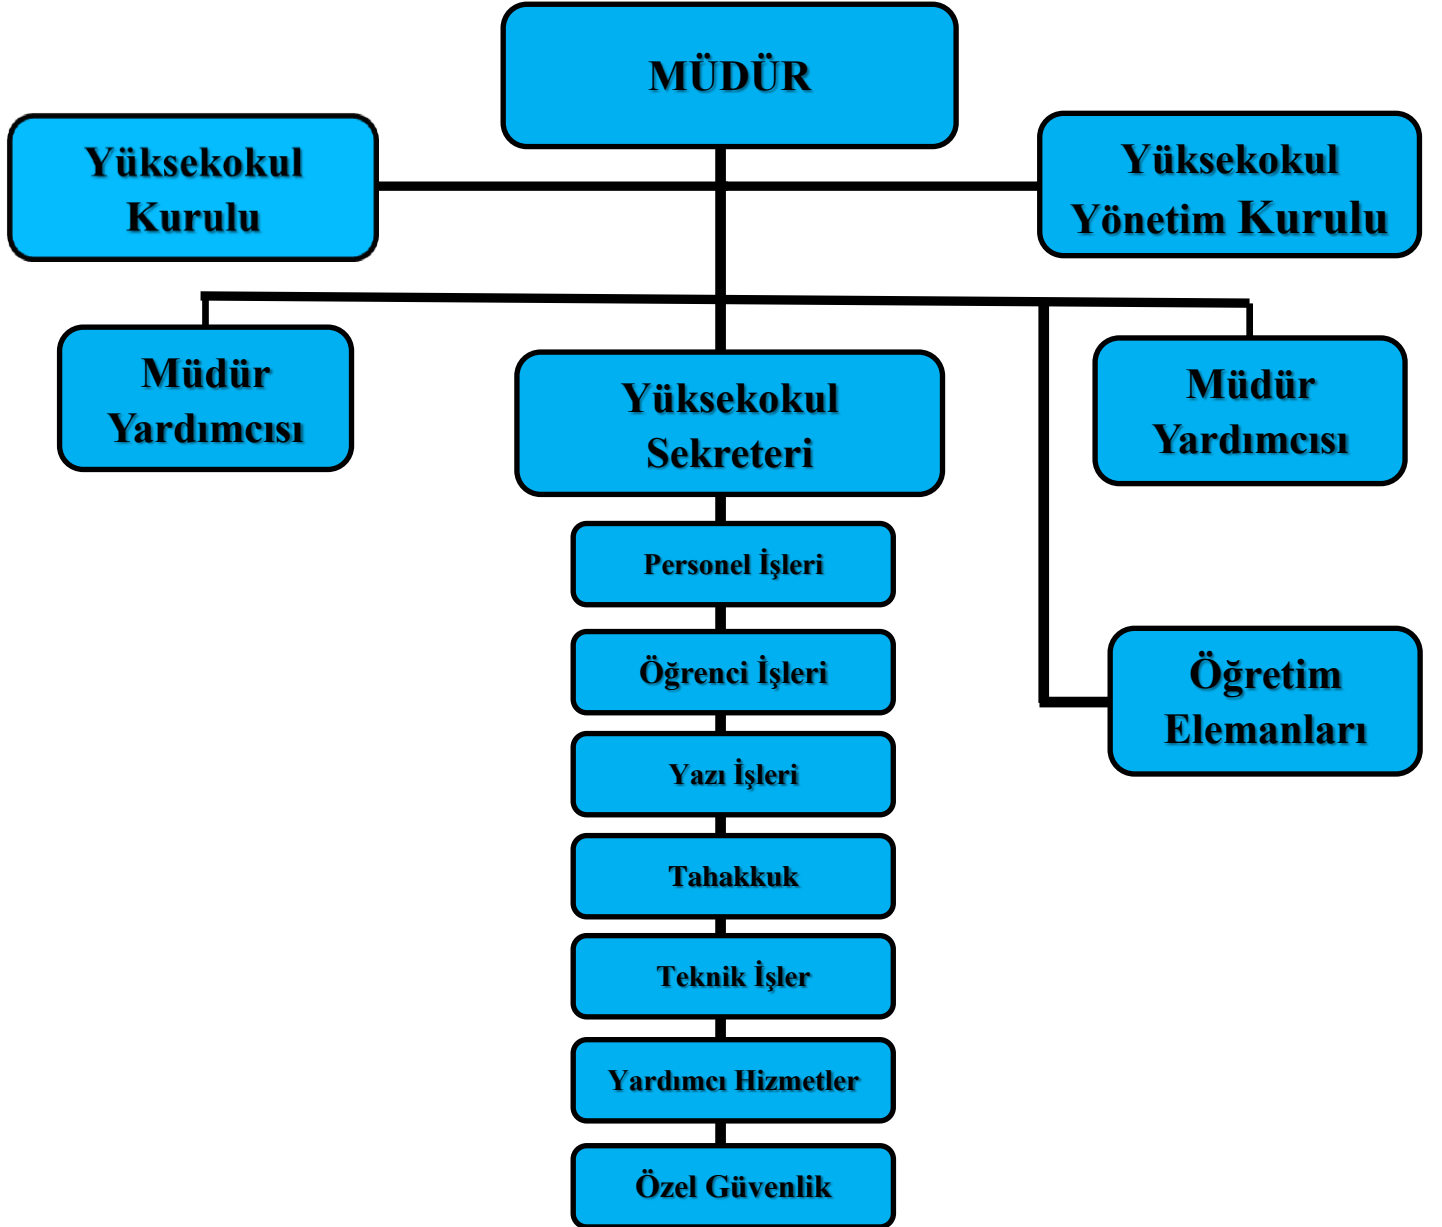 MÜDÜR
Yüksekokul
Kurulu
Yüksekokul
Yönetim Kurulu
Müdür
Yardımcısı
Yüksekokul
Sekreteri
Müdür
Yardımcısı
Personel İşleri
Öğrenci İşleri
Öğretim
Elemanları
Yazı İşleri
Tahakkuk
Teknik İşler
Yardımcı Hizmetler
Özel Güvenlik